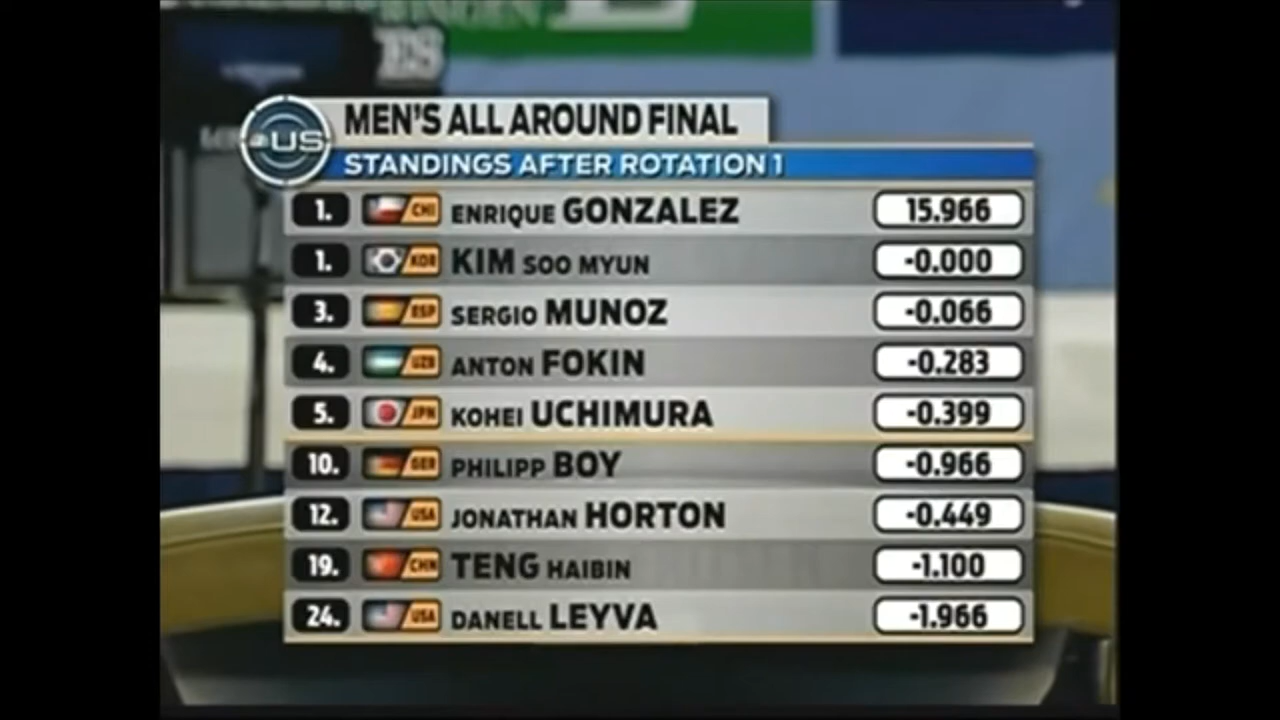 US
MEN'S ALL AROUND FINAL
STANDINGS AFTER ROTATION 1
1. CHI ENRIQUE GONZALEZ 15.966
1. KOR KIM SOO MYUN -0.000
3. ESP SERGIO MUNOZ -0.066
4. UZB ANTON FOKIN -0.283
5. JPN KOHEI UCHIMURA -0.399
10. GER PHILIPP BOY -0.966
12. USA JONATHAN HORTON -0.449
19. CHN TENG HAIBIN -1.100
24. USA DANELL LEYVA -1.966